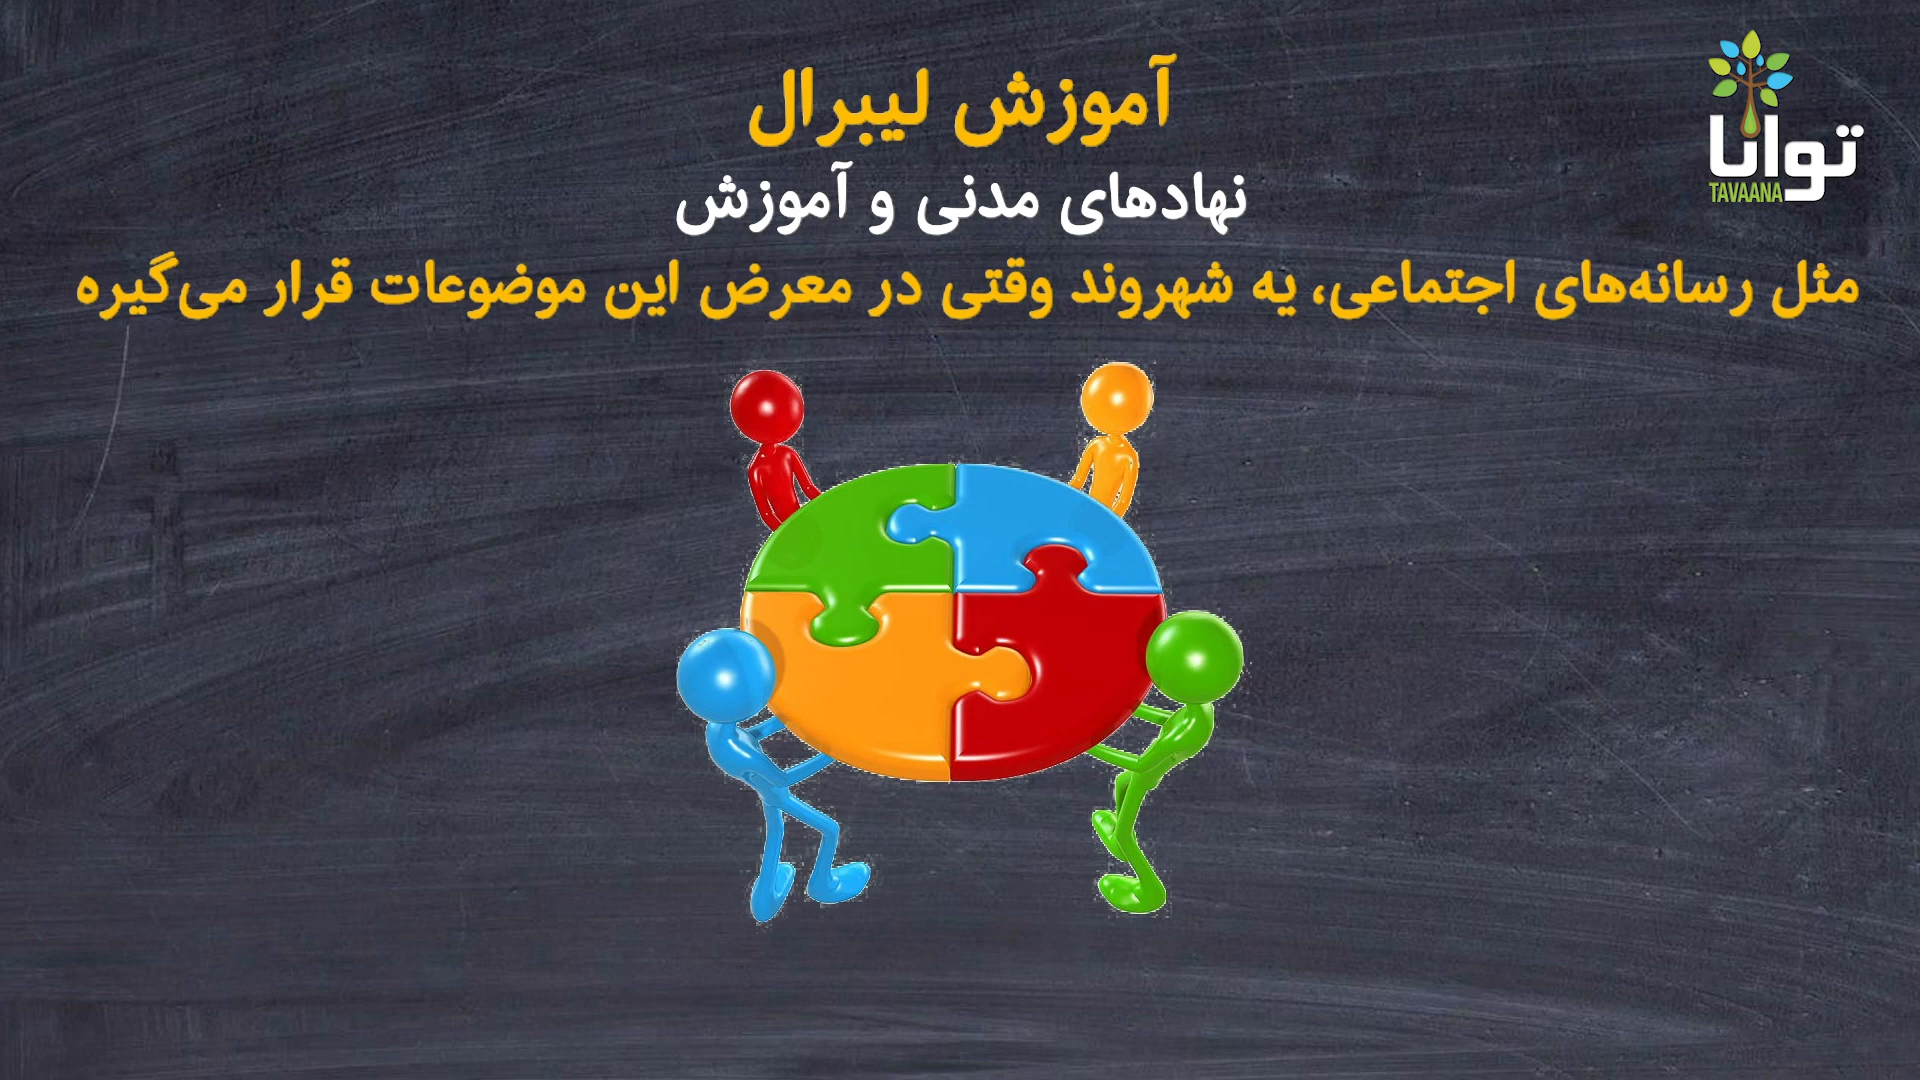 آموزش لیبرال
نهادهای مدنی و آموزش
مثل رسانه‌های اجتماعی، یه شهروند وقتی در معرض این موضوعات قرار می‌گیره
توانا
TAVAANA